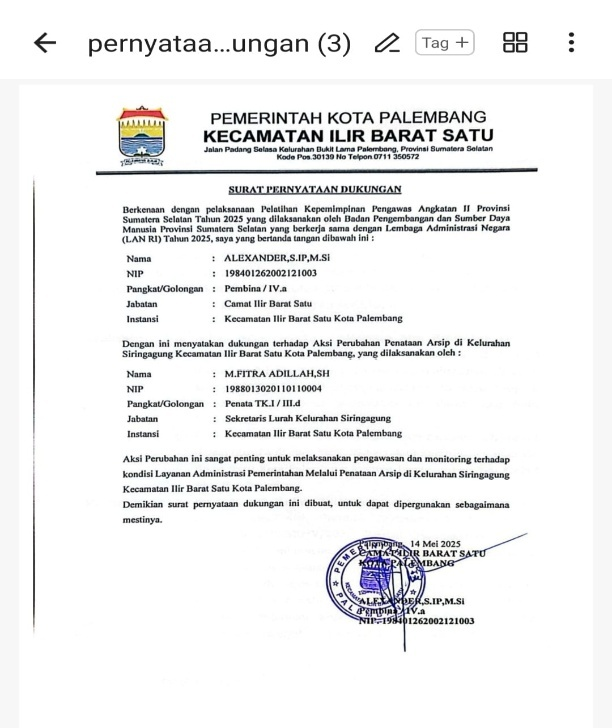 pernyataa...ungan (3)
Tag +
PEMERINTAH KOTA PALEMBANG
KECAMATAN ILIR BARAT SATU
Jalan Padang Selasa Kelurahan Bukit Lama Palembang, Provinsi Sumatera Selatan
Kode Pos.30139 No Telpon 0711 350572
SURAT PERNYATAAN DUKUNGAN
Berkenaan dengan pelaksanaan Pelatihan Kepemimpinan Pengawas Angkatan II Provinsi
Sumatera Selatan Tahun 2025 yang dilaksanakan oleh Badan Pengembangan dan Sumber Daya
Manusia Provinsi Sumatera Selatan yang berkerja sama dengan Lembaga Administrasi Negara
(LAN RI) Tahun 2025, saya yang bertanda tangan dibawah ini :
Nama : ALEXANDER,S.IP,M.Si
NIP : 198401262002121003
Pangkat/Golongan : Pembina / IV.a
Jabatan : Camat Ilir Barat Satu
Instansi : Kecamatan Ilir Barat Satu Kota Palembang
Dengan ini menyatakan dukungan terhadap Aksi Perubahan Penataan Arsip di Kelurahan
Siringagung Kecamatan Ilir Barat Satu Kota Palembang, yang dilaksanakan oleh :
Nama : M.FITRA ADILLAH,SH
NIP : 1988013020110110004
Pangkat/Golongan : Penata TK.I / III.d
Jabatan : Sekretaris Lurah Kelurahan Siringagung
Instansi : Kecamatan Ilir Barat Satu Kota Palembang
Aksi Perubahan ini sangat penting untuk melaksanakan pengawasan dan monitoring terhadap
kondisi Layanan Administrasi Pemerintahan Melalui Penataan Arsip di Kelurahan Siringagung
Kecamatan Ilir Barat Satu Kota Palembang.
Demikian surat pernyataan dukungan ini dibuat, untuk dapat dipergunakan sebagaimana
mestinya.
Palembang, 14 Mei 2025
CAMAT ILIR BARAT SATU
KOTA PALEMBANG
ALEXANDER,S.IP,M.Si
Pembina / IV.a
NIP. 198401262002121003